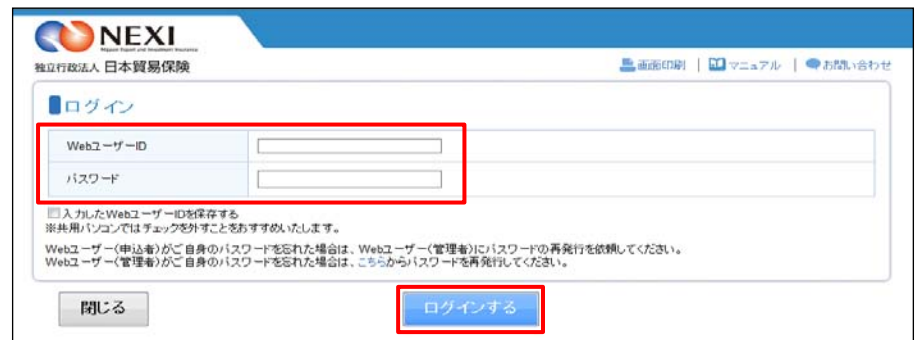 NEXI
Nippon Export and Investment Insurance
独立行政法人 日本貿易保険
画面印刷 | マニュアル | お問い合わせ
ログイン
WebユーザーID
パスワード
入力したWebユーザーIDを保存する
※共用パソコンではチェックを外すことをおすすめいたします。
Webユーザー(申込者)がご自身のパスワードを忘れた場合は、Webユーザー(管理者)にパスワードの再発行を依頼してください。
Webユーザー(管理者)がご自身のパスワードを忘れた場合は、こちらからパスワードを再発行してください。
閉じる
ログインする